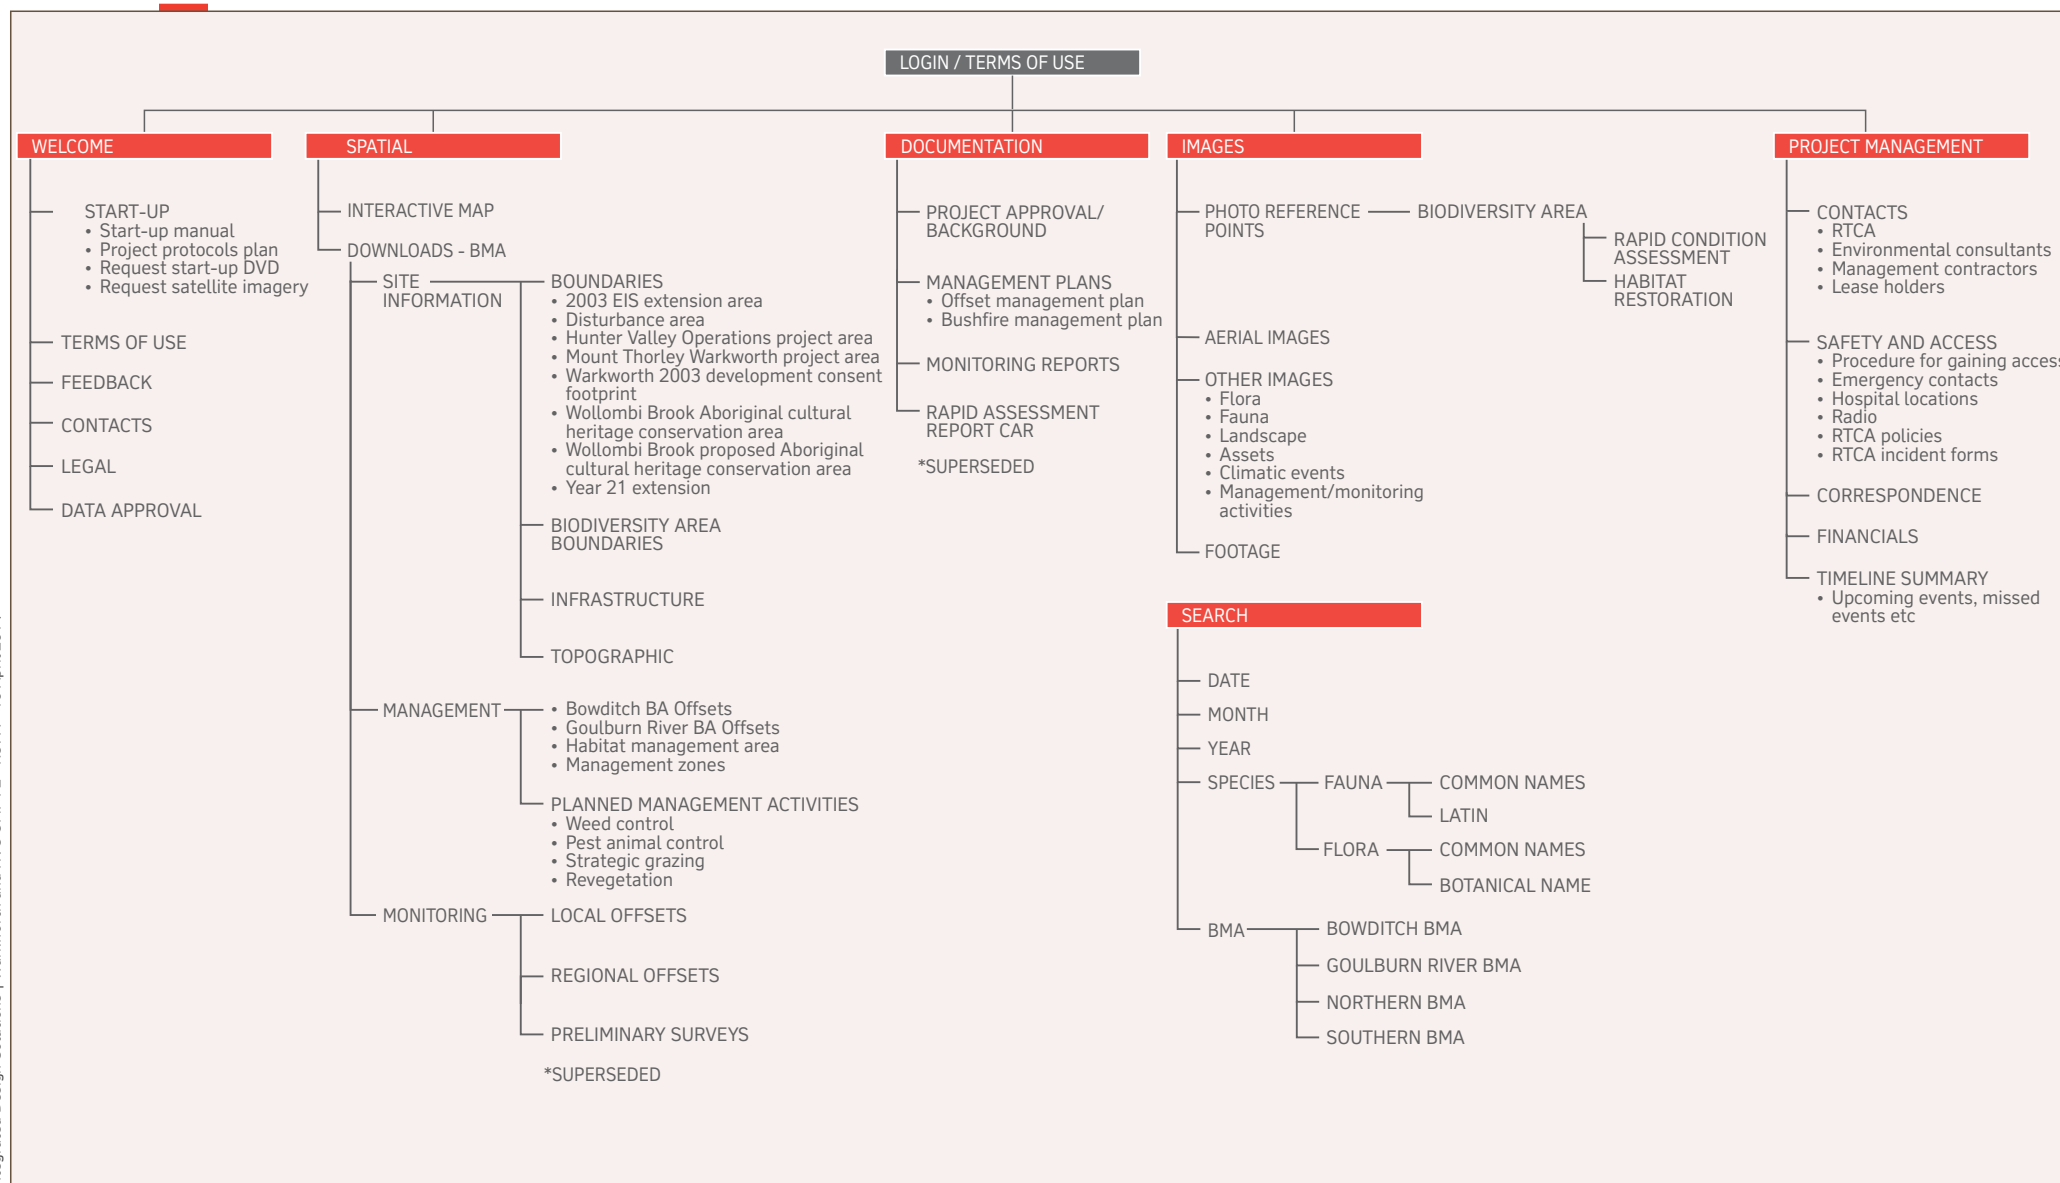 LOGIN / TERMS OF USE
WELCOME
START-UP
• Start-up manual
• Project protocols plan
• Request start-up DVD
• Request satellite imagery
TERMS OF USE
FEEDBACK
CONTACTS
LEGAL
DATA APPROVAL
SPATIAL
INTERACTIVE MAP
DOWNLOADS - BMA
SITE
INFORMATION
BOUNDARIES
• 2003 EIS extension area
• Disturbance area
• Hunter Valley Operations project area
• Mount Thorley Warkworth project area
• Warkworth 2003 development consent
footprint
• Wollombi Brook Aboriginal cultural
heritage conservation area
• Wollombi Brook proposed Aboriginal
cultural heritage conservation area
• Year 21 extension
BIODIVERSITY AREA
BOUNDARIES
INFRASTRUCTURE
TOPOGRAPHIC
MANAGEMENT
• Bowditch BA Offsets
• Goulburn River BA Offsets
• Habitat management area
• Management zones
PLANNED MANAGEMENT ACTIVITIES
• Weed control
• Pest animal control
• Strategic grazing
• Revegetation
MONITORING
LOCAL OFFSETS
REGIONAL OFFSETS
PRELIMINARY SURVEYS
*SUPERSEDED
DOCUMENTATION
PROJECT APPROVAL/
BACKGROUND
MANAGEMENT PLANS
• Offset management plan
• Bushfire management plan
MONITORING REPORTS
RAPID ASSESSMENT
REPORT CAR
*SUPERSEDED
IMAGES
PHOTO REFERENCE
POINTS
BIODIVERSITY AREA
RAPID CONDITION
ASSESSMENT
HABITAT
RESTORATION
AERIAL IMAGES
OTHER IMAGES
• Flora
• Fauna
• Landscape
• Assets
• Climatic events
• Management/monitoring
activities
FOOTAGE
SEARCH
DATE
MONTH
YEAR
SPECIES
FAUNA
COMMON NAMES
LATIN
FLORA
COMMON NAMES
BOTANICAL NAME
BMA
BOWDITCH BMA
GOULBURN RIVER BMA
NORTHERN BMA
SOUTHERN BMA
PROJECT MANAGEMENT
CONTACTS
• RTCA
• Environmental consultants
• Management contractors
• Lease holders
SAFETY AND ACCESS
• Procedure for gaining access
• Emergency contacts
• Hospital locations
• Radio
• RTCA policies
• RTCA incident forms
CORRESPONDENCE
FINANCIALS
TIMELINE SUMMARY
• Upcoming events, missed
events etc